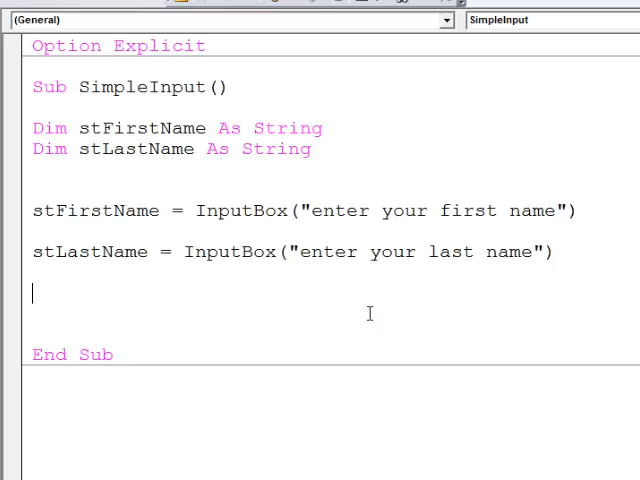 (General) SimpleInput
Option Explicit
Sub SimpleInput()
Dim stFirstName As String
Dim stLastName As String
stFirstName = InputBox("enter your first name")
stLastName = InputBox("enter your last name")
End Sub